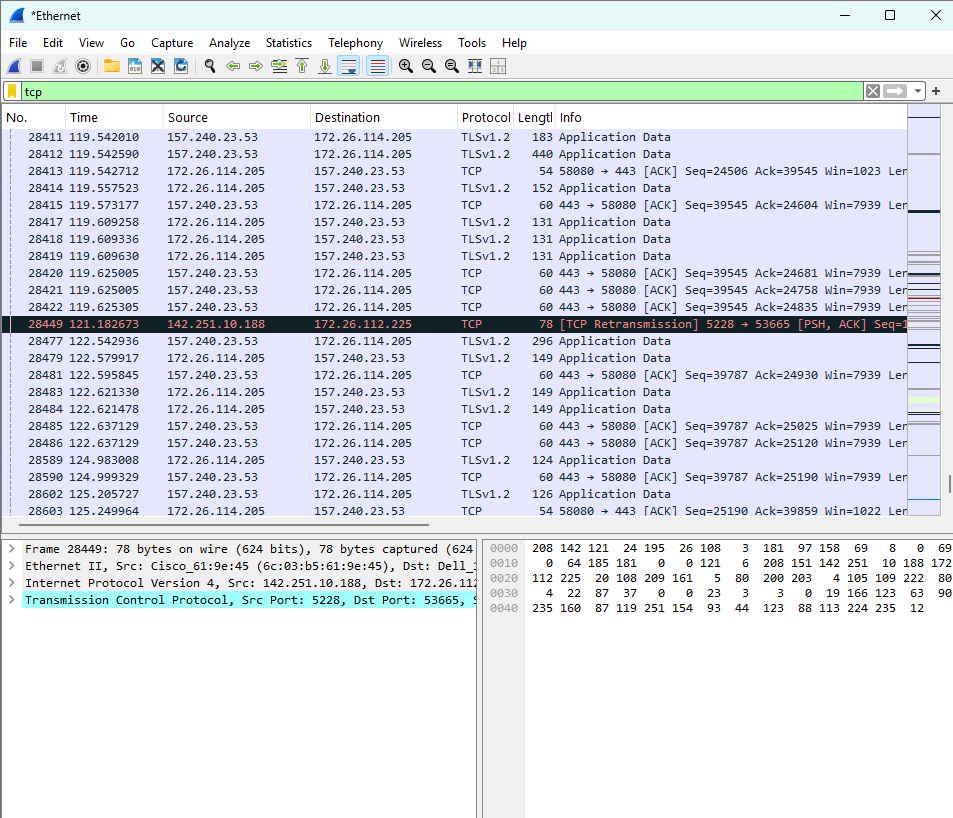 *Ethernet
File Edit View Go Capture Analyze Statistics Telephony Wireless Tools Help
tcp
No. Time Source Destination Protocol Lengtl Info
28411 119.542010 157.240.23.53 172.26.114.205 TLSv1.2 183 Application Data
28412 119.542590 157.240.23.53 172.26.114.205 TLSv1.2 440 Application Data
28413 119.542712 172.26.114.205 157.240.23.53 TCP 54 58080 → 443 [ACK] Seq=24506 Ack=39545 Win=1023 Len
28414 119.557523 172.26.114.205 157.240.23.53 TLSv1.2 152 Application Data
28415 119.573177 157.240.23.53 172.26.114.205 TCP 60 443 → 58080 [ACK] Seq=39545 Ack=24604 Win=7939 Len
28417 119.609258 172.26.114.205 157.240.23.53 TLSv1.2 131 Application Data
28418 119.609336 172.26.114.205 157.240.23.53 TLSv1.2 131 Application Data
28419 119.609630 172.26.114.205 157.240.23.53 TLSv1.2 131 Application Data
28420 119.625005 157.240.23.53 172.26.114.205 TCP 60 443 → 58080 [ACK] Seq=39545 Ack=24681 Win=7939 Len
28421 119.625005 157.240.23.53 172.26.114.205 TCP 60 443 → 58080 [ACK] Seq=39545 Ack=24758 Win=7939 Len
28422 119.625305 157.240.23.53 172.26.114.205 TCP 60 443 → 58080 [ACK] Seq=39545 Ack=24835 Win=7939 Len
28449 121.182673 142.251.10.188 172.26.112.225 TCP 78 [TCP Retransmission] 5228 → 53665 [PSH, ACK] Seq=1
28477 122.542936 157.240.23.53 172.26.114.205 TLSv1.2 296 Application Data
28479 122.579917 172.26.114.205 157.240.23.53 TLSv1.2 149 Application Data
28481 122.595845 157.240.23.53 172.26.114.205 TCP 60 443 → 58080 [ACK] Seq=39787 Ack=24930 Win=7939 Len
28483 122.621330 172.26.114.205 157.240.23.53 TLSv1.2 149 Application Data
28484 122.621478 172.26.114.205 157.240.23.53 TLSv1.2 149 Application Data
28485 122.637129 157.240.23.53 172.26.114.205 TCP 60 443 → 58080 [ACK] Seq=39787 Ack=25025 Win=7939 Len
28486 122.637129 157.240.23.53 172.26.114.205 TCP 60 443 → 58080 [ACK] Seq=39787 Ack=25120 Win=7939 Len
28589 124.983008 172.26.114.205 157.240.23.53 TLSv1.2 124 Application Data
28590 124.999329 157.240.23.53 172.26.114.205 TCP 60 443 → 58080 [ACK] Seq=39787 Ack=25190 Win=7939 Len
28602 125.205727 157.240.23.53 172.26.114.205 TLSv1.2 126 Application Data
28603 125.249964 172.26.114.205 157.240.23.53 TCP 54 58080 → 443 [ACK] Seq=25190 Ack=39859 Win=1022 Len
Frame 28449: 78 bytes on wire (624 bits), 78 bytes captured (624
Ethernet II, Src: Cisco_61:9e:45 (6c:03:b5:61:9e:45), Dst: Dell_1
Internet Protocol Version 4, Src: 142.251.10.188, Dst: 172.26.112
Transmission Control Protocol, Src Port: 5228, Dst Port: 53665, S
0000 208 142 121 24 195 26 108 3 181 97 158 69 8 0 69
0010 0 64 185 181 0 0 121 6 208 151 142 251 10 188 172
0020 112 225 20 108 209 161 5 80 200 203 4 105 109 222 80
0030 4 22 87 37 0 0 23 3 3 0 19 166 123 63 90
0040 235 160 87 119 251 154 93 44 123 88 113 224 235 12